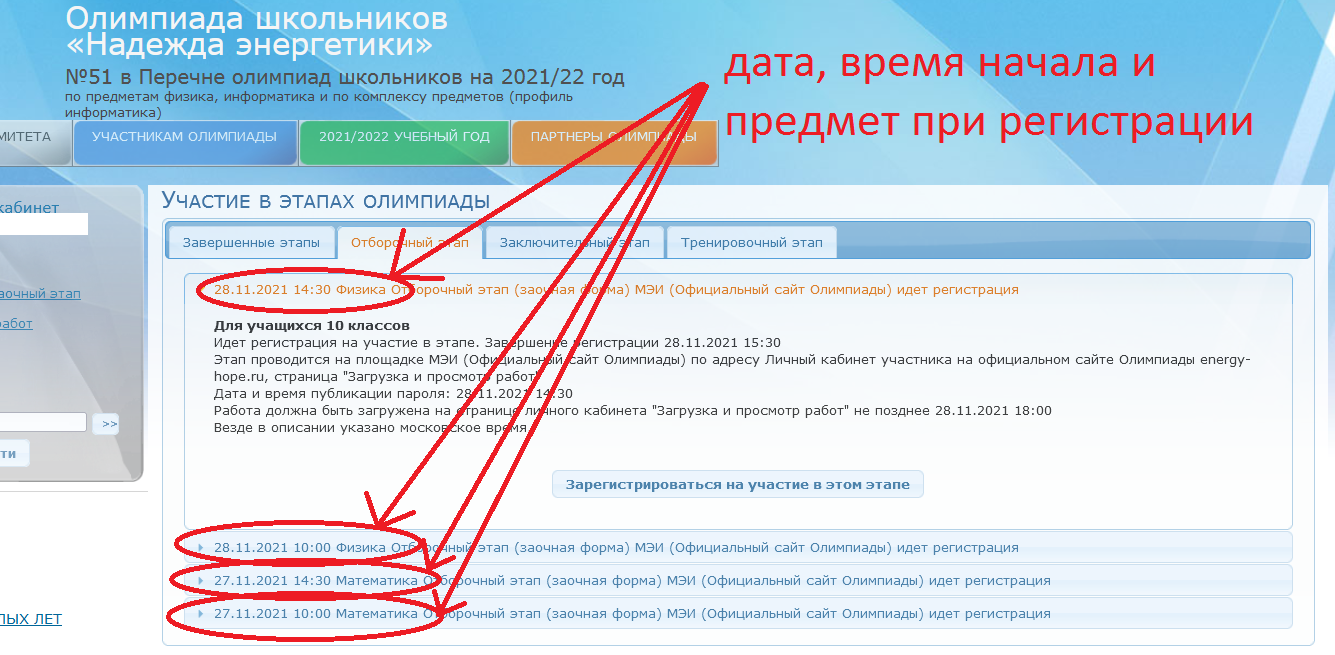 Олимпиада школьников
«Надежда энергетики»
№51 в Перечне олимпиад школьников на 2021/22 год
по предметам физика, информатика и по комплексу предметов (профиль
информатика)
дата, время начала и
предмет при регистрации
МИТЕТА
УЧАСТНИКАМ ОЛИМПИАДЫ
2021/2022 УЧЕБНЫЙ ГОД
ПАРТНЕРЫ ОЛИМПИАДЫ
кабинет
аочный этап
работ
>>
ти
ЛЫХ ЛЕТ
Участие в этапах олимпиады
Завершенные этапы
Отборочный этап
Заключительный этап
Тренировочный этап
28.11.2021 14:30 Физика Отборочный этап (заочная форма) МЭИ (Официальный сайт Олимпиады) идет регистрация
Для учащихся 10 классов
Идет регистрация на участие в этапе. Завершение регистрации 28.11.2021 15:30
Этап проводится на площадке МЭИ (Официальный сайт Олимпиады) по адресу Личный кабинет участника на официальном сайте Олимпиады energy-
hope.ru, страница "Загрузка и просмотр работ"
Дата и время публикации пароля: 28.11.2021 14:30
Работа должна быть загружена на странице личного кабинета "Загрузка и просмотр работ" не позднее 28.11.2021 18:00
Везде в описании указано московское время
Зарегистрироваться на участие в этом этапе
28.11.2021 10:00 Физика Отборочный этап (заочная форма) МЭИ (Официальный сайт Олимпиады) идет регистрация
27.11.2021 14:30 Математика Отборочный этап (заочная форма) МЭИ (Официальный сайт Олимпиады) идет регистрация
27.11.2021 10:00 Математика Отборочный этап (заочная форма) МЭИ (Официальный сайт Олимпиады) идет регистрация